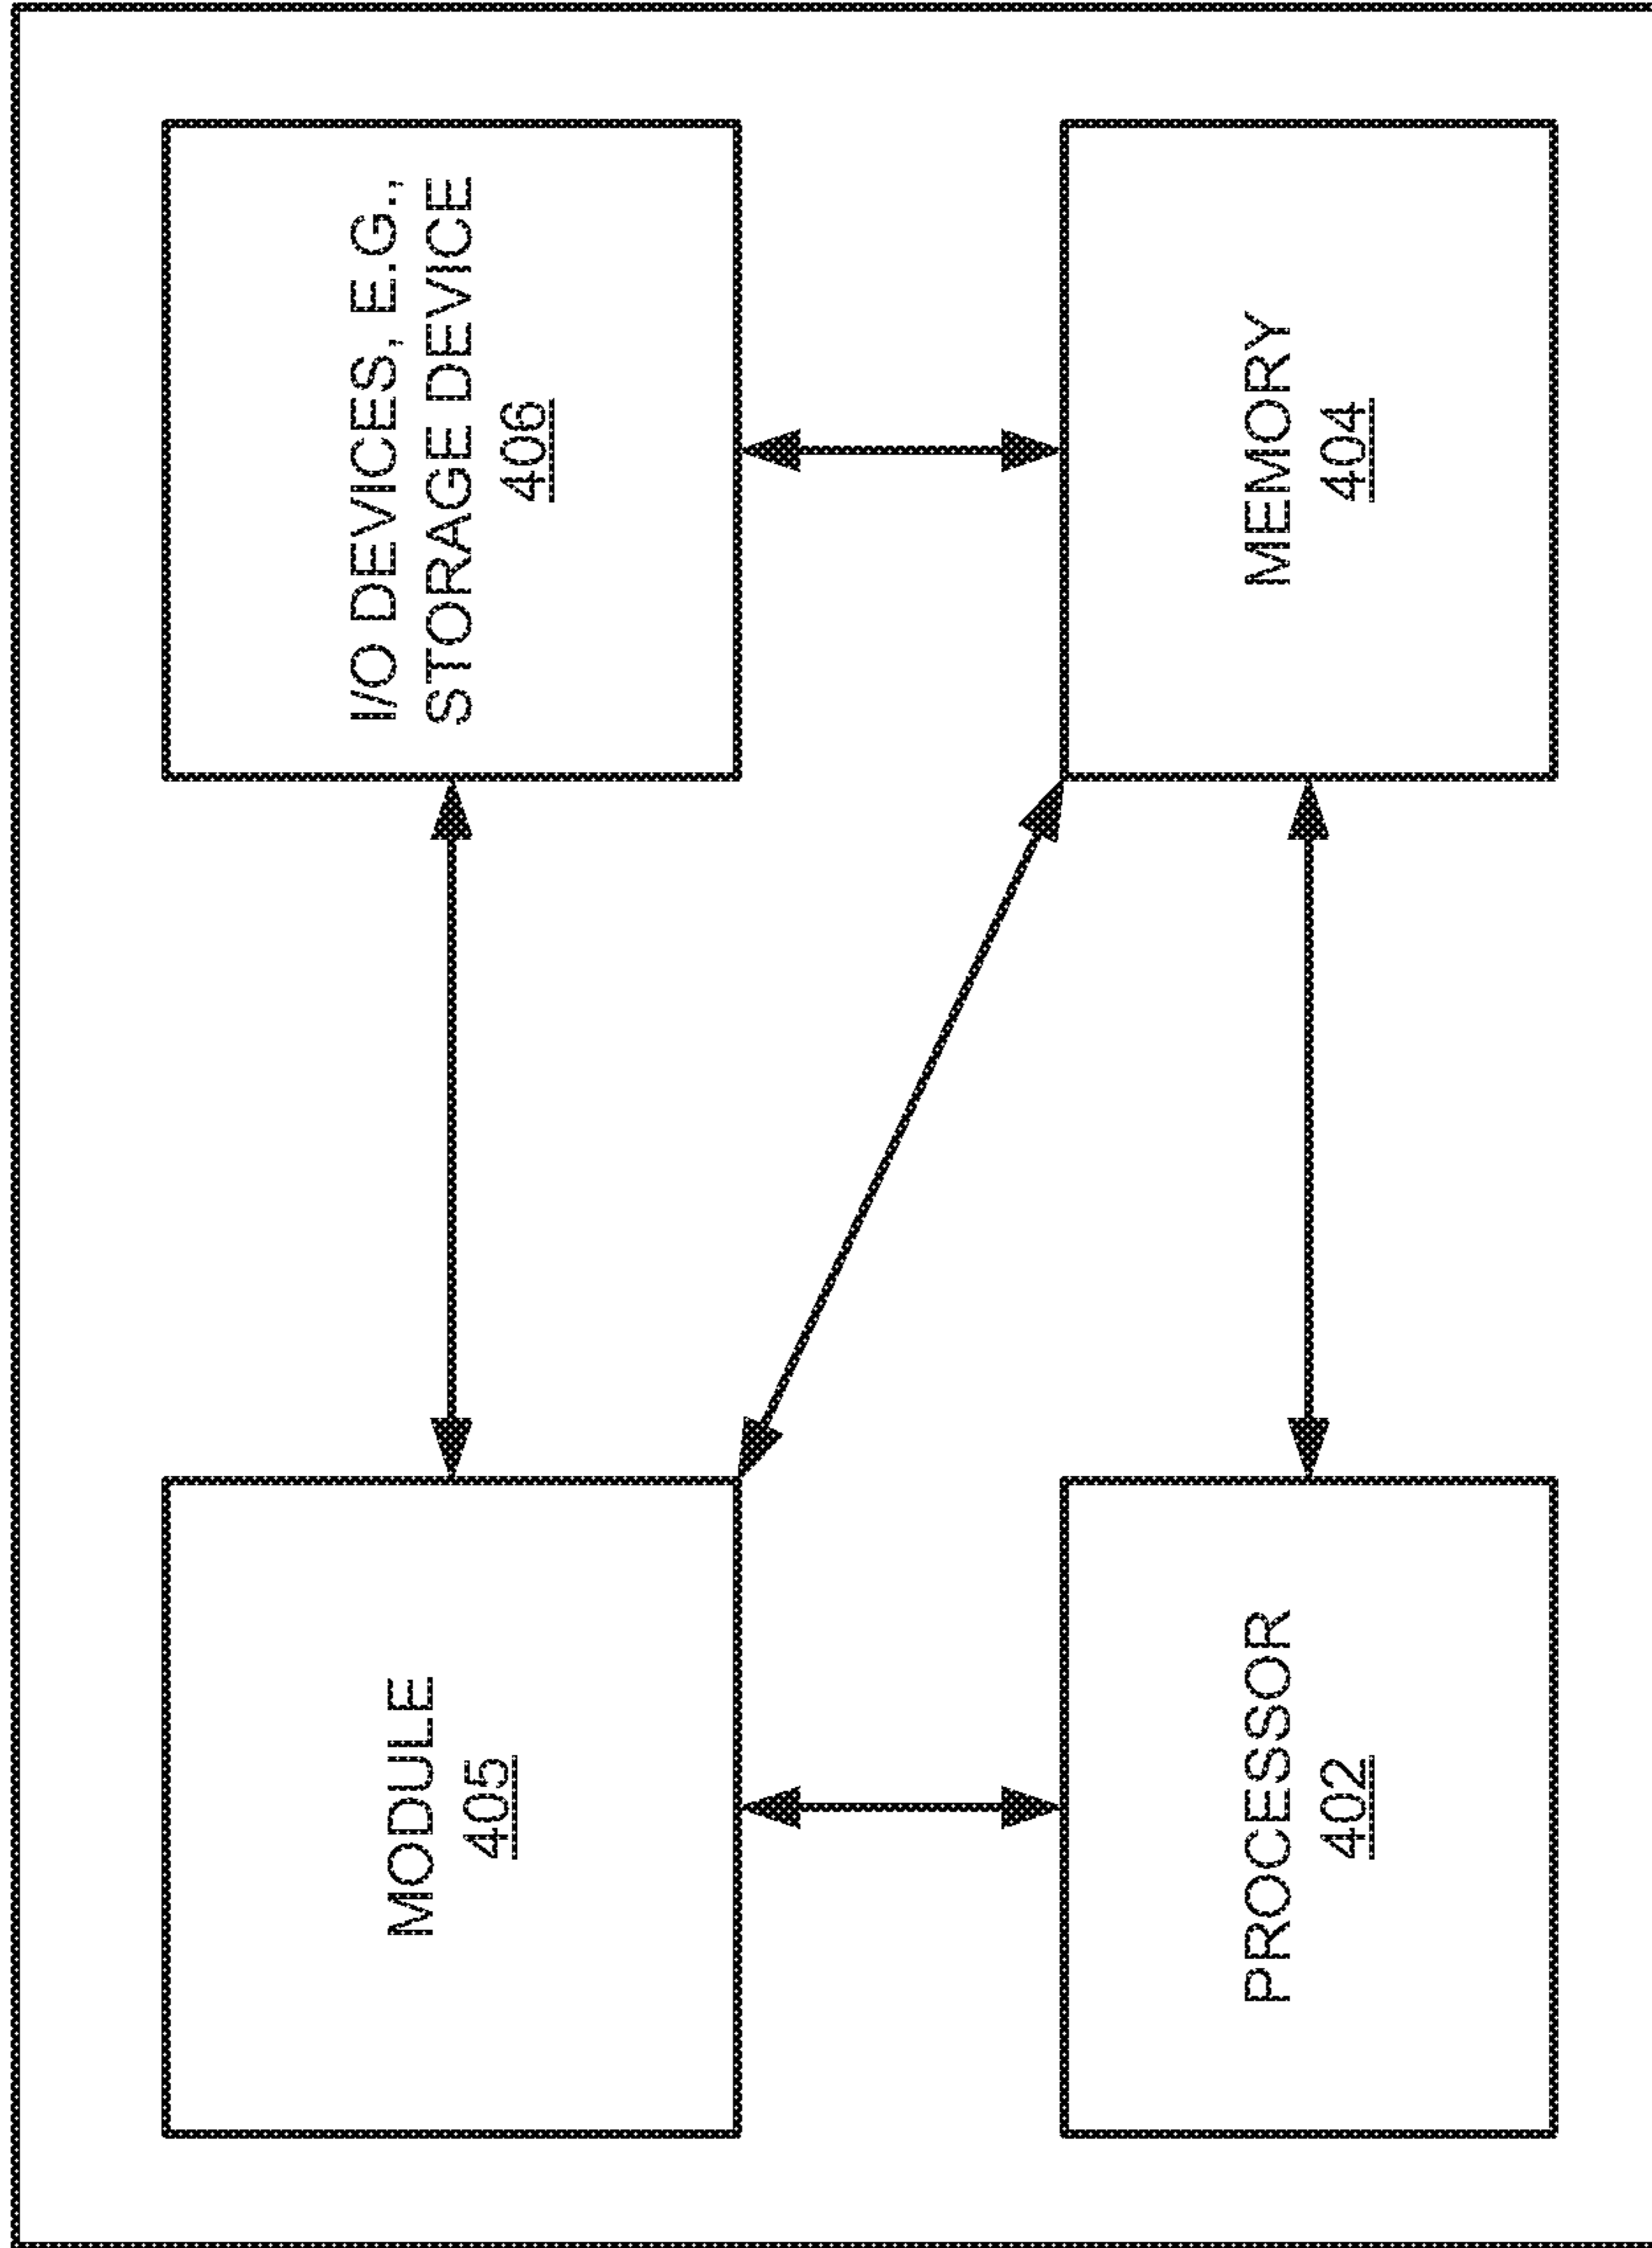 MODULE
405
I/O DEVICES, E.G.,
STORAGE DEVICE
406
PROCESSOR
402
MEMORY
404